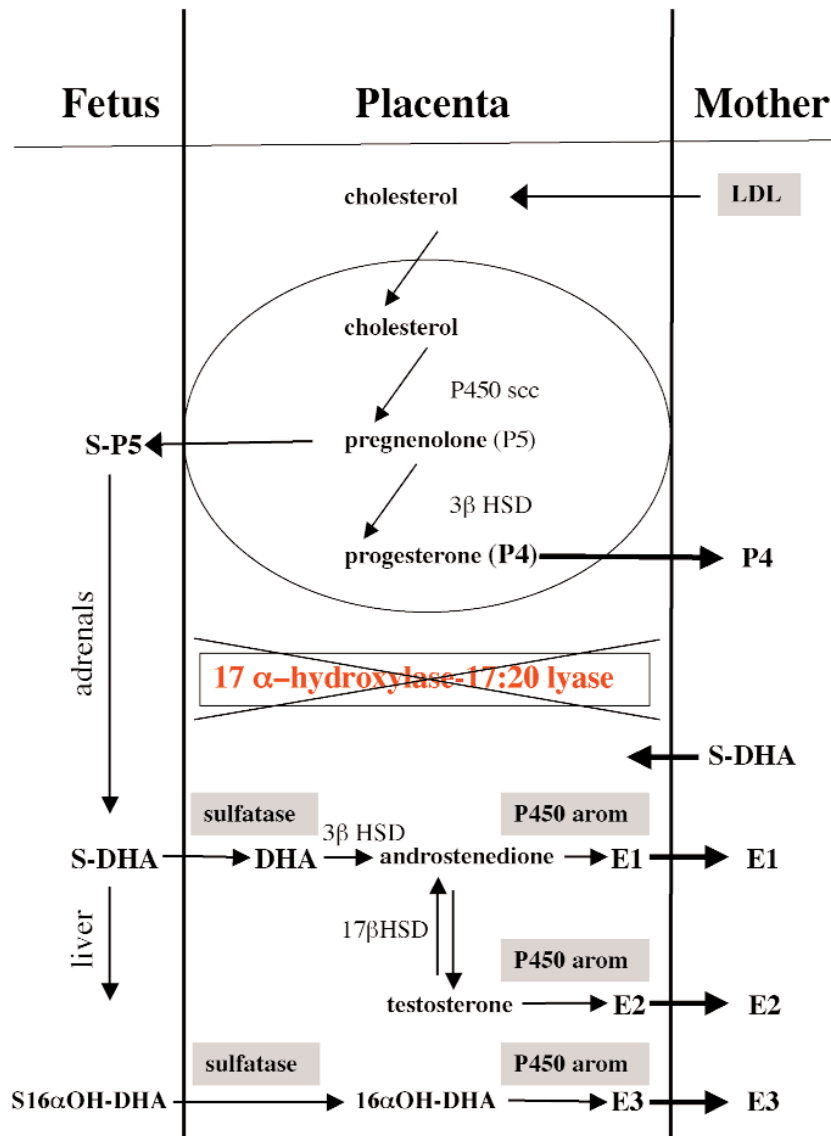 Fetus Placenta Mother
cholesterol LDL
cholesterol
P450 scc
S-P5 pregnenolone (P5)
3β HSD
progesterone (P4) P4
adrenals
17 α–hydroxylase-17:20 lyase
S-DHA
sulfatase P450 arom
3β HSD
S-DHA DHA androstenedione E1 E1
liver
17βHSD
P450 arom
testosterone E2 E2
sulfatase P450 arom
S16αOH-DHA 16αOH-DHA E3 E3